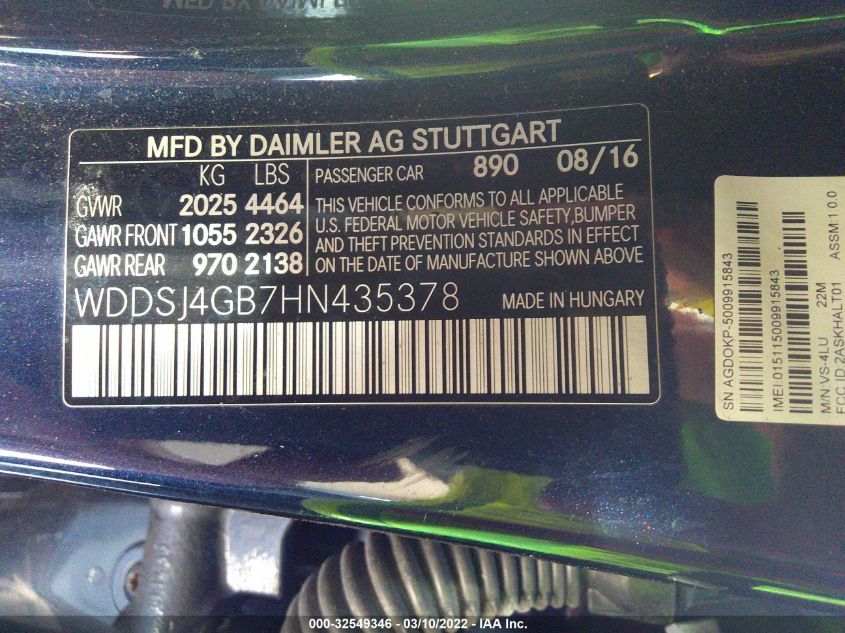 MFD BY DAIMLER AG STUTTGART
KG LBS
PASSENGER CAR 890 08/16
GVWR 2025 4464
GAWR FRONT 1055 2326
GAWR REAR 970 2138
THIS VEHICLE CONFORMS TO ALL APPLICABLE
U.S. FEDERAL MOTOR VEHICLE SAFETY,BUMPER
AND THEFT PREVENTION STANDARDS IN EFFECT
ON THE DATE OF MANUFACTURE SHOWN ABOVE
WDDSJ4GB7HN435378
MADE IN HUNGARY
SN AGDOKP-5009915843
IMEI 015115009915843
M/N VS-4LU 22M
FCC ID 2ASKHALT01 ASSM:1.0.0
000-32549346 - 03/10/2022 - IAA Inc.